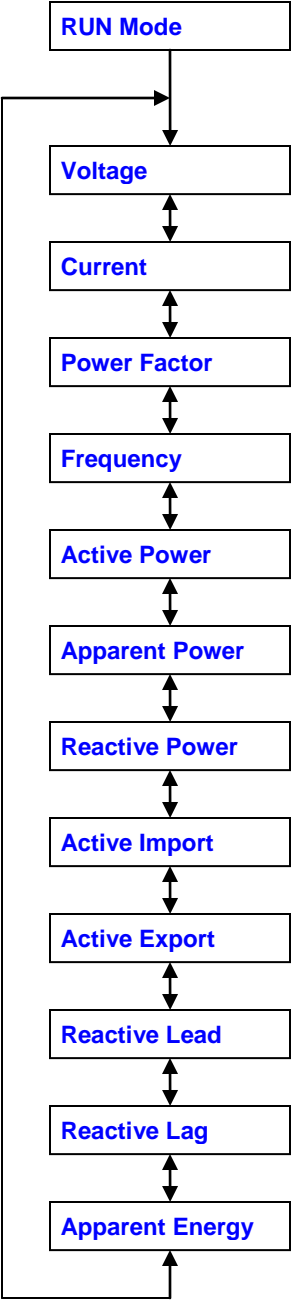 RUN Mode
Voltage
Current
Power Factor
Frequency
Active Power
Apparent Power
Reactive Power
Active Import
Active Export
Reactive Lead
Reactive Lag
Apparent Energy